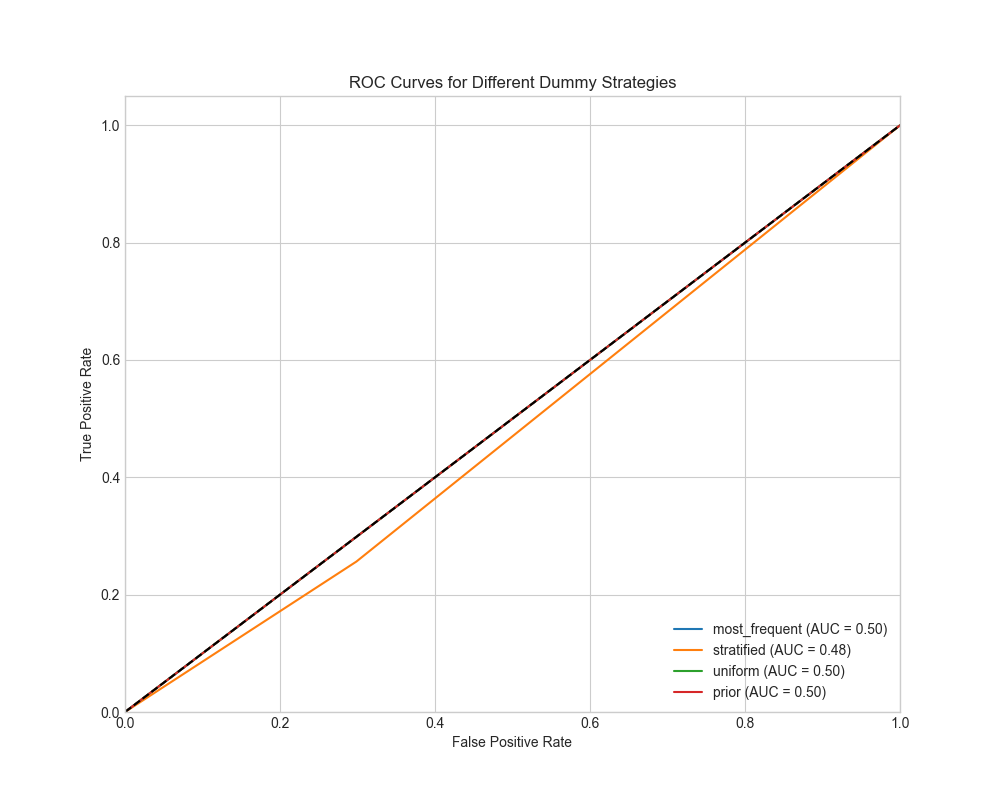 ROC Curves for Different Dummy Strategies
True Positive Rate
1.0
0.8
0.6
0.4
0.2
0.0
0.0 0.2 0.4 0.6 0.8 1.0
False Positive Rate
most_frequent (AUC = 0.50)
stratified (AUC = 0.48)
uniform (AUC = 0.50)
prior (AUC = 0.50)